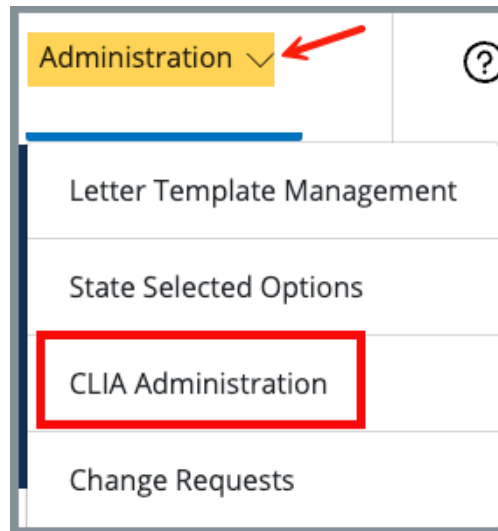 Administration
?
Letter Template Management
State Selected Options
CLIA Administration
Change Requests